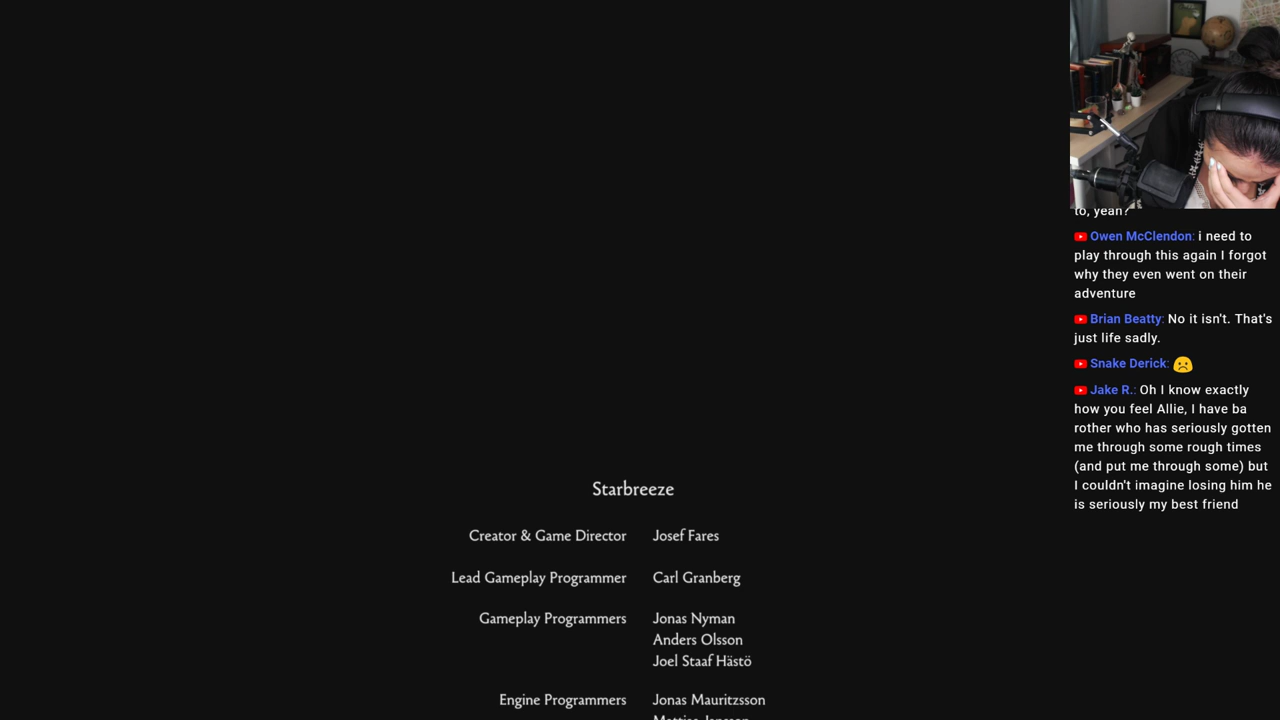 Starbreeze
Creator & Game Director Josef Fares
Lead Gameplay Programmer Carl Granberg
Gameplay Programmers Jonas Nyman
Anders Olsson
Joel Staaf Hästö
Engine Programmers Jonas Mauritzsson
to, yeah?
Owen McClendon: i need to
play through this again I forgot
why they even went on their
adventure
Brian Beatty: No it isn't. That's
just life sadly.
Snake Derick:
Jake R.: Oh I know exactly
how you feel Allie, I have ba
rother who has seriously gotten
me through some rough times
(and put me through some) but
I couldn't imagine losing him he
is seriously my best friend